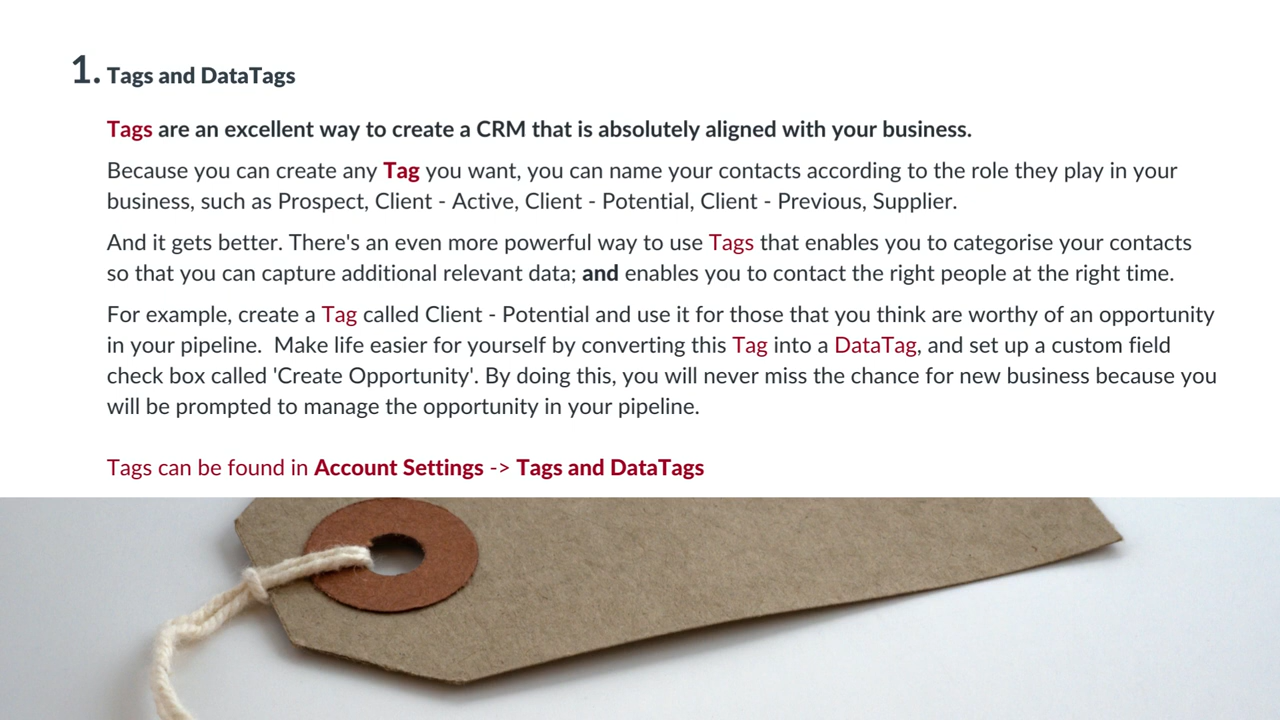 1. Tags and DataTags
Tags are an excellent way to create a CRM that is absolutely aligned with your business.
Because you can create any Tag you want, you can name your contacts according to the role they play in your
business, such as Prospect, Client - Active, Client - Potential, Client - Previous, Supplier.
And it gets better. There's an even more powerful way to use Tags that enables you to categorise your contacts
so that you can capture additional relevant data; and enables you to contact the right people at the right time.
For example, create a Tag called Client - Potential and use it for those that you think are worthy of an opportunity
in your pipeline.  Make life easier for yourself by converting this Tag into a DataTag, and set up a custom field
check box called 'Create Opportunity'. By doing this, you will never miss the chance for new business because you
will be prompted to manage the opportunity in your pipeline.
Tags can be found in Account Settings -> Tags and DataTags